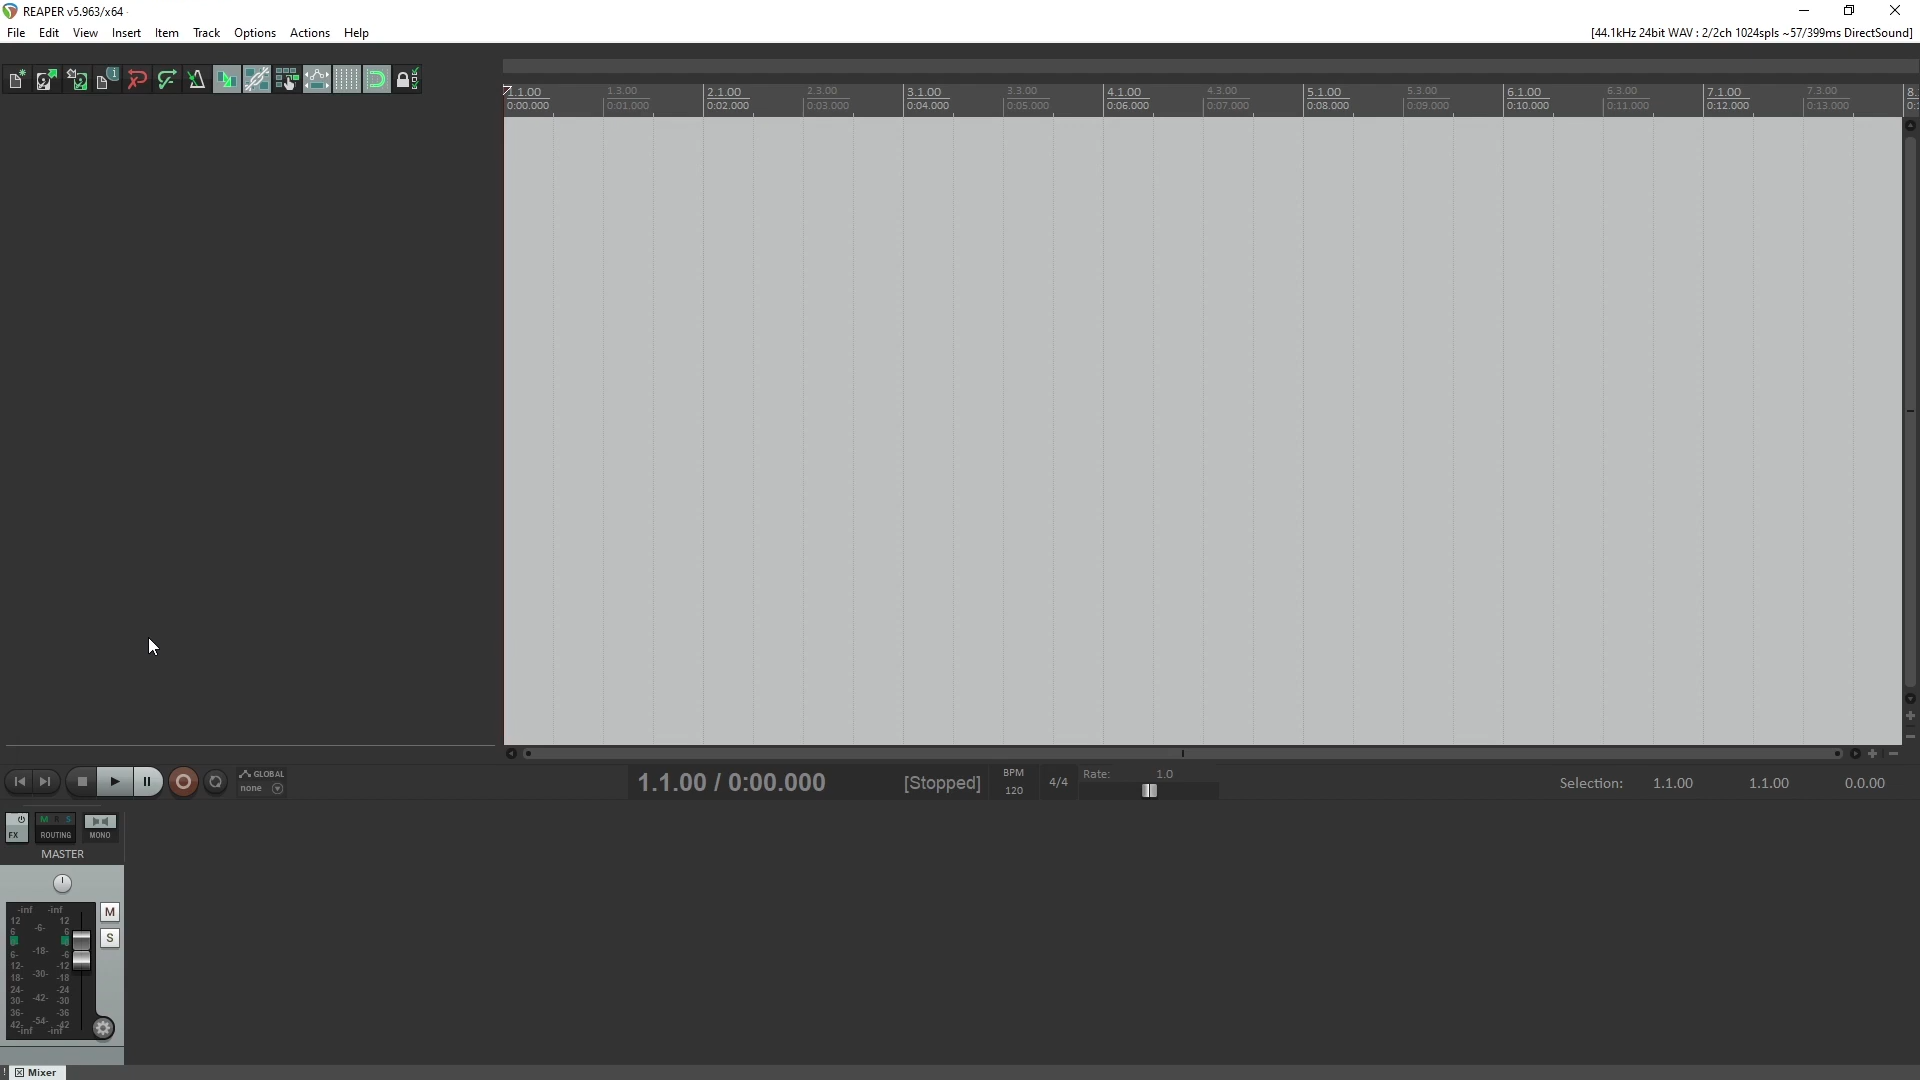 REAPER v5.963/x64
File Edit View Insert Item Track Options Actions Help
[44.1kHz 24bit WAV : 2/2ch 1024spls ~57/399ms DirectSound]
1.1.00 1.3.00 2.1.00 2.3.00 3.1.00 3.3.00 4.1.00 4.3.00 5.1.00 5.3.00 6.1.00 6.3.00 7.1.00 7.3.00 8.
0:00.000 0:01.000 0:02.000 0:03.000 0:04.000 0:05.000 0:06.000 0:07.000 0:08.000 0:09.000 0:10.000 0:11.000 0:12.000 0:13.000 0:
GLOBAL
none
1.1.00 / 0:00.000
[Stopped]
BPM
120
4/4
Rate: 1.0
Selection: 1.1.00 1.1.00 0.0.00
FX
M R S
ROUTING
MONO
MASTER
-inf -inf
12 12
6 -6- 6
6- -18- -6
12- -12
18- -30- -18
24- -24
30- -42- -30
36- -36
42- -54- -42
-inf -inf
M
S
! Mixer